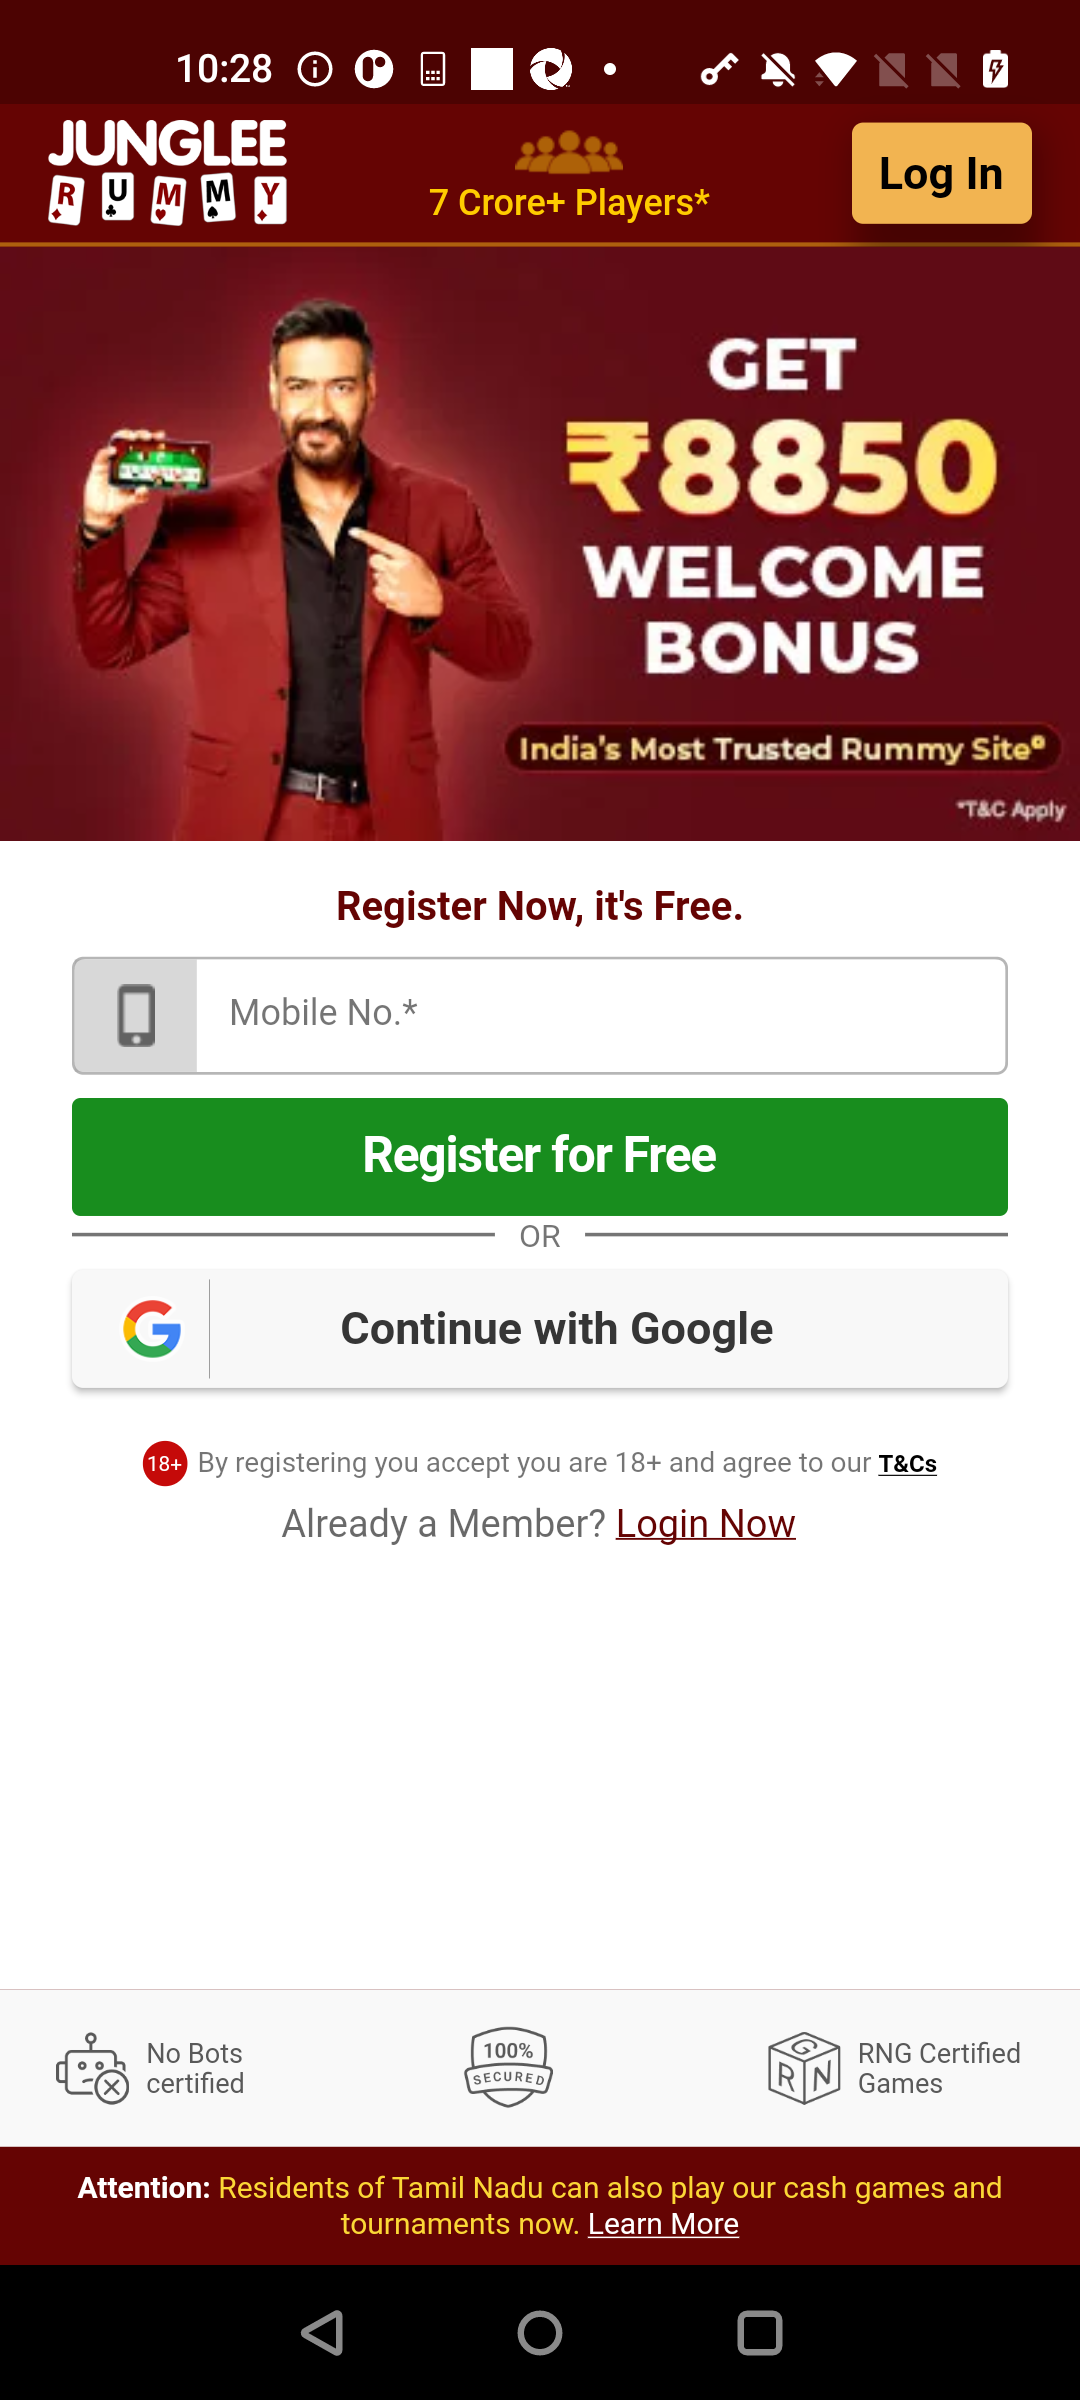 10:28
JUNGLEE
RUMMY
7 Crore+ Players*
Log In
GET
₹8850
WELCOME
BONUS
India's Most Trusted Rummy Site
*T&C Apply
Register Now, it's Free.
Mobile No.*
Register for Free
OR
Continue with Google
18+ By registering you accept you are 18+ and agree to our T&Cs
Already a Member? Login Now
No Bots
certified
100%
SECURED
RNG
RNG Certified
Games
Attention: Residents of Tamil Nadu can also play our cash games and
tournaments now. Learn More